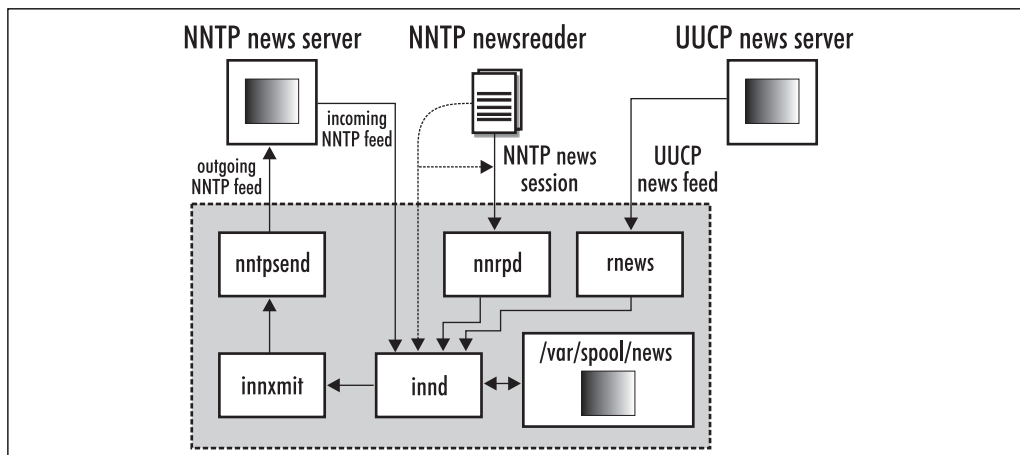 NNTP news server
NNTP newsreader
UUCP news server
incoming
NNTP feed
outgoing
NNTP feed
NNTP news
session
UUCP
news feed
nntpsend
nnrpd
rnews
innxmit
innd
/var/spool/news